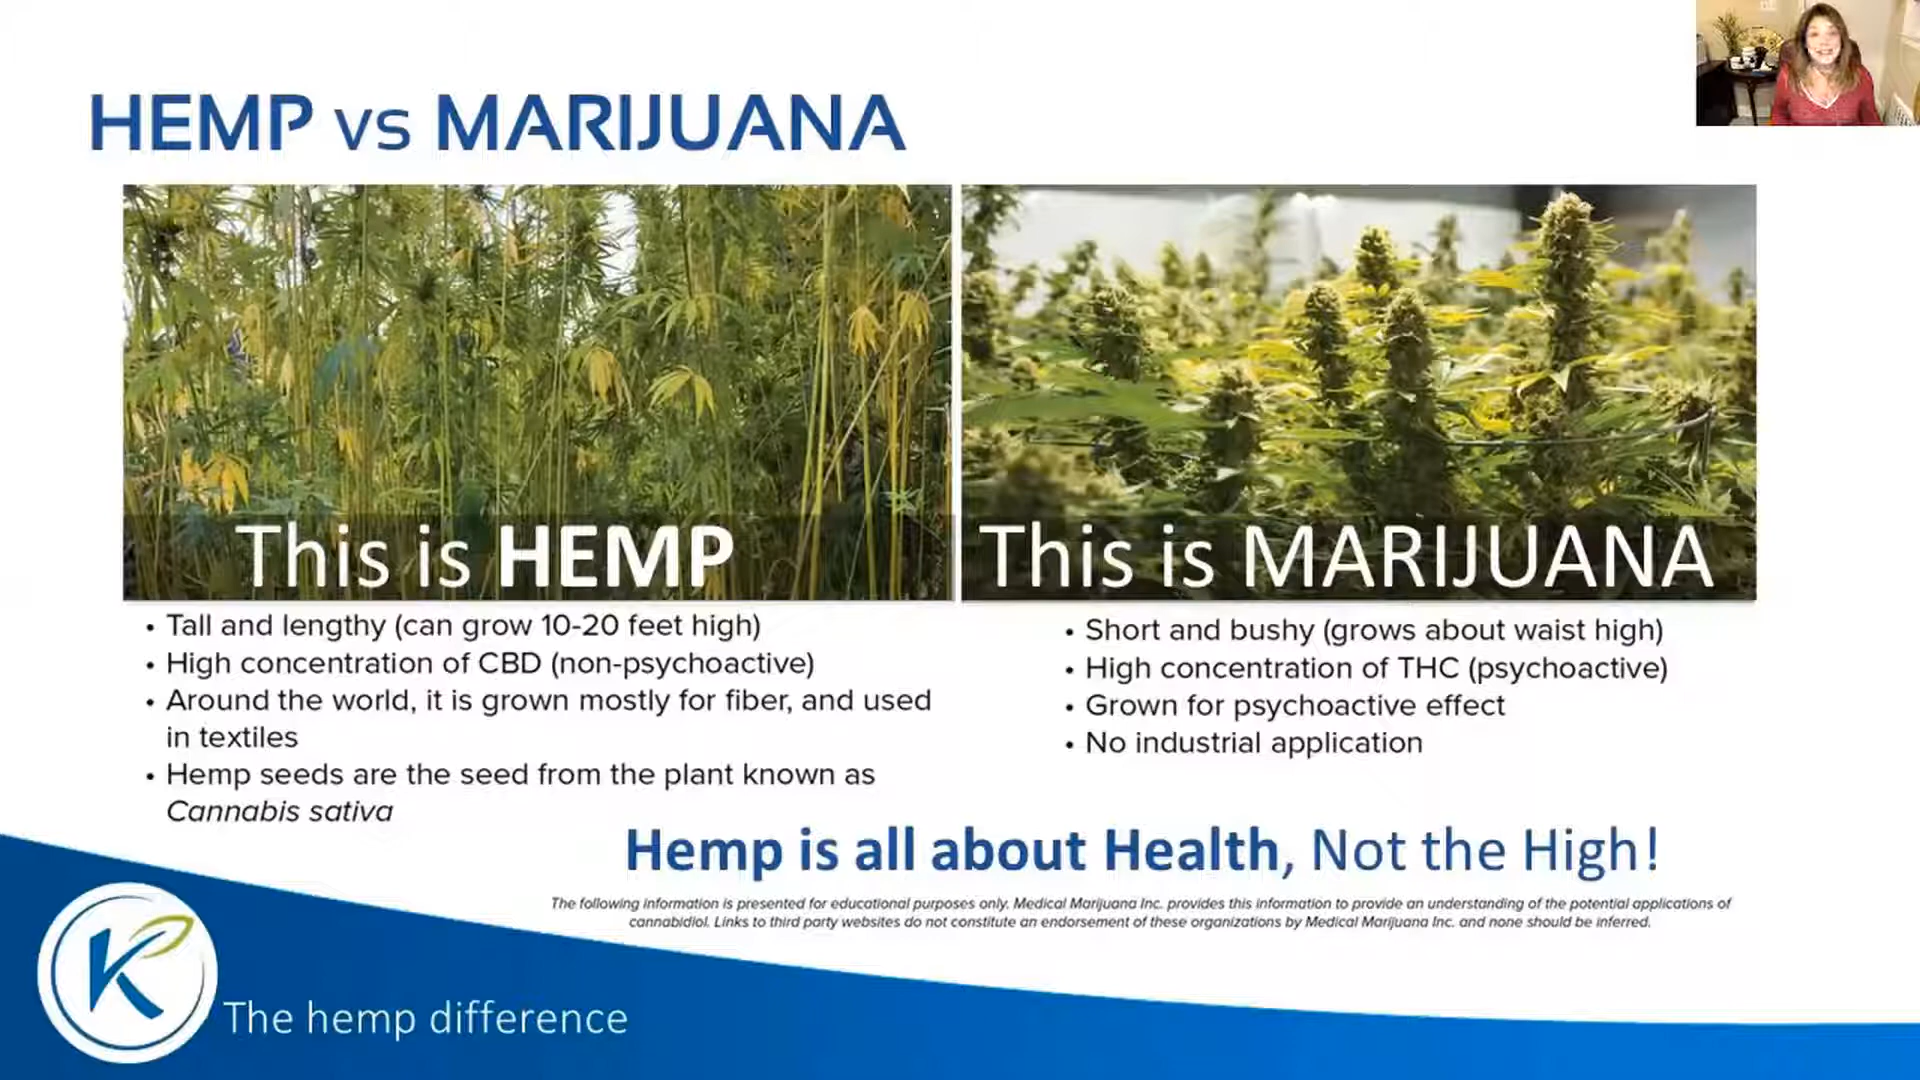 HEMP vs MARIJUANA
This is HEMP
This is MARIJUANA
• Tall and lengthy (can grow 10-20 feet high)
• High concentration of CBD (non-psychoactive)
• Around the world, it is grown mostly for fiber, and used
in textiles
• Hemp seeds are the seed from the plant known as
Cannabis sativa
• Short and bushy (grows about waist high)
• High concentration of THC (psychoactive)
• Grown for psychoactive effect
• No industrial application
Hemp is all about Health, Not the High!
The following information is presented for educational purposes only. Medical Marijuana Inc. provides this information to provide an understanding of the potential applications of
cannabidiol. Links to third party websites do not constitute an endorsement of these organizations by Medical Marijuana Inc. and none should be inferred.
K
The hemp difference